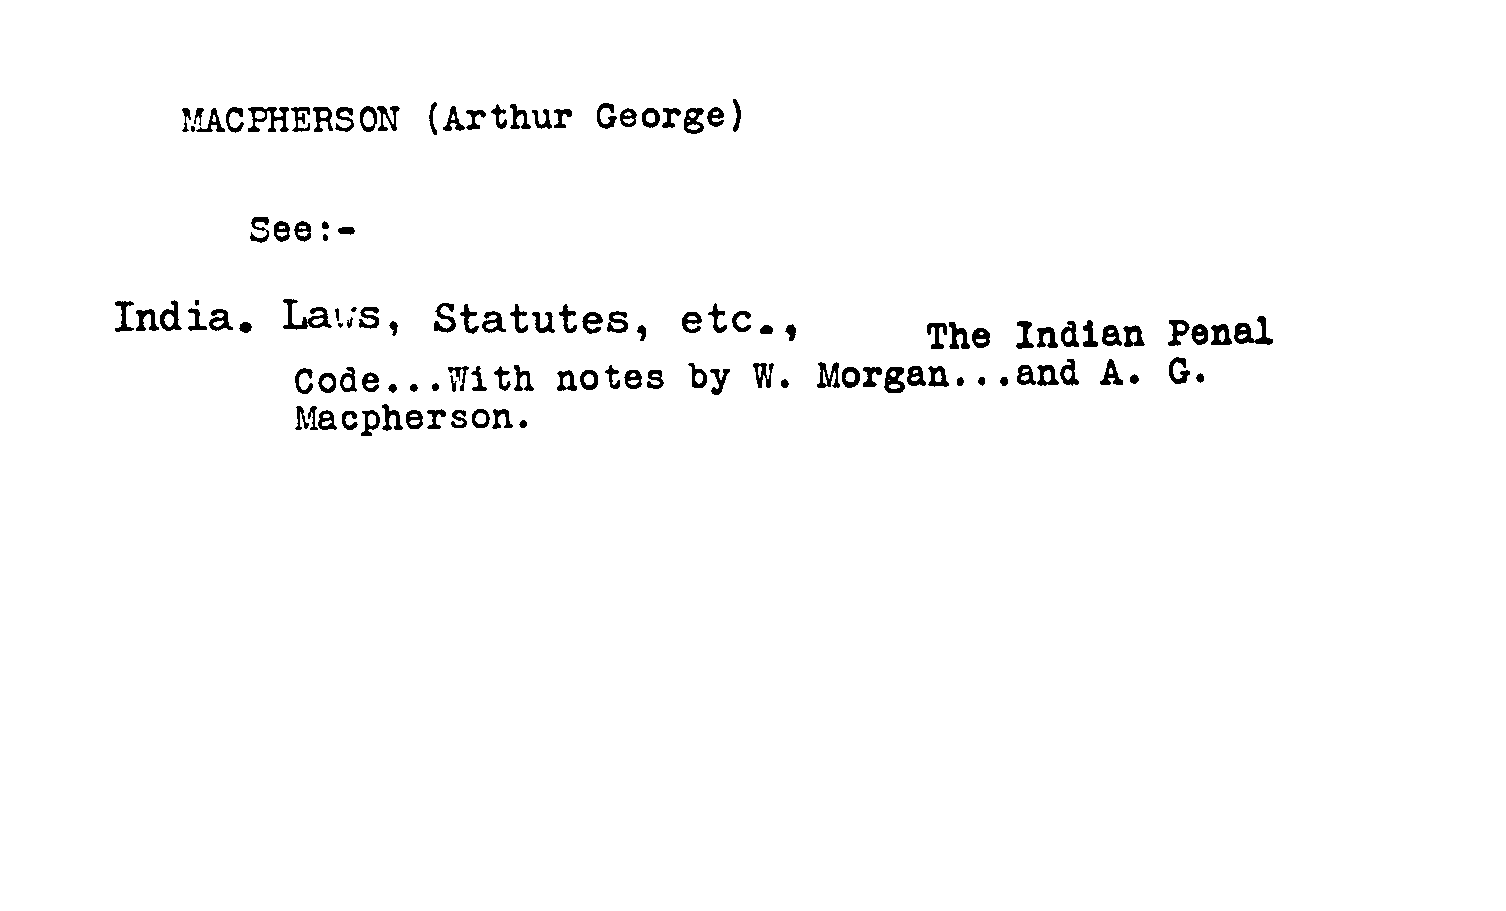 MACPHERSON (Arthur George)
See:-
India. Laws, Statutes, etc., The Indian Penal
Code...With notes by W. Morgan...and A. G.
Macpherson.